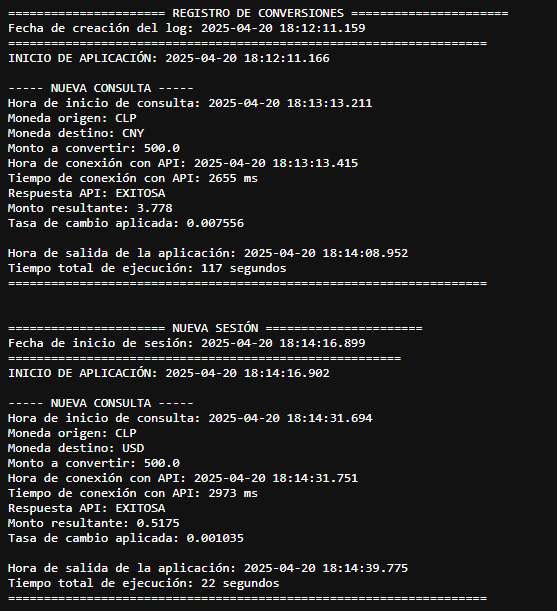 ====================== REGISTRO DE CONVERSIONES ======================
Fecha de creación del log: 2025-04-20 18:12:11.159
===================================================================
INICIO DE APLICACIÓN: 2025-04-20 18:12:11.166
----- NUEVA CONSULTA -----
Hora de inicio de consulta: 2025-04-20 18:13:13.211
Moneda origen: CLP
Moneda destino: CNY
Monto a convertir: 500.0
Hora de conexión con API: 2025-04-20 18:13:13.415
Tiempo de conexión con API: 2655 ms
Respuesta API: EXITOSA
Monto resultante: 3.778
Tasa de cambio aplicada: 0.007556
Hora de salida de la aplicación: 2025-04-20 18:14:08.952
Tiempo total de ejecución: 117 segundos
===================================================================
====================== NUEVA SESIÓN ======================
Fecha de inicio de sesión: 2025-04-20 18:14:16.899
=======================================================
INICIO DE APLICACIÓN: 2025-04-20 18:14:16.902
----- NUEVA CONSULTA -----
Hora de inicio de consulta: 2025-04-20 18:14:31.694
Moneda origen: CLP
Moneda destino: USD
Monto a convertir: 500.0
Hora de conexión con API: 2025-04-20 18:14:31.751
Tiempo de conexión con API: 2973 ms
Respuesta API: EXITOSA
Monto resultante: 0.5175
Tasa de cambio aplicada: 0.001035
Hora de salida de la aplicación: 2025-04-20 18:14:39.775
Tiempo total de ejecución: 22 segundos
===================================================================